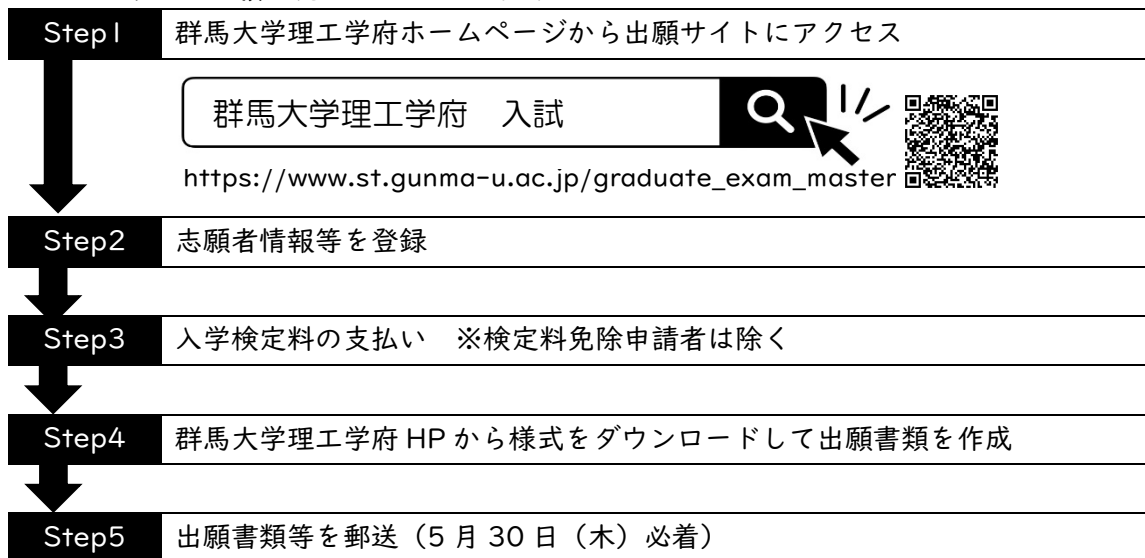 Step1 群馬大学理工学府ホームページから出願サイトにアクセス
群馬大学理工学府 入試
https://www.st.gunma-u.ac.jp/graduate_exam_master
Step2 志願者情報等を登録
Step3 入学検定料の支払い ※検定料免除申請者は除く
Step4 群馬大学理工学府 HP から様式をダウンロードして出願書類を作成
Step5 出願書類等を郵送（5 月 30 日（木）必着）